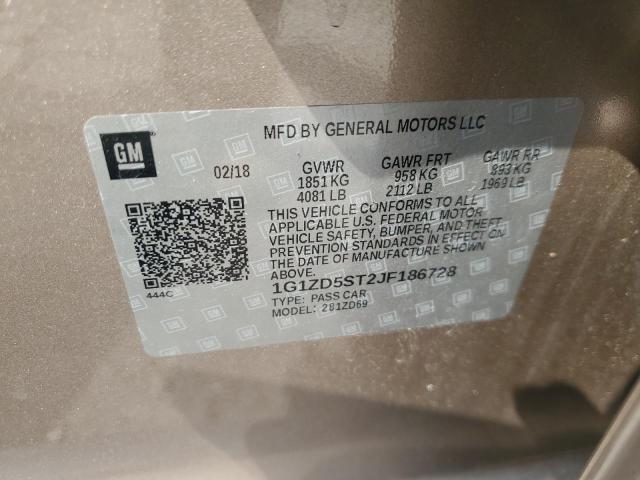 MFD BY GENERAL MOTORS LLC
GM
02/18
GVWR GAWR FRT GAWR RR
1851 KG 958 KG 893 KG
4081 LB 2112 LB 1969 LB
THIS VEHICLE CONFORMS TO ALL
APPLICABLE U.S. FEDERAL MOTOR
VEHICLE SAFETY, BUMPER, AND THEFT
PREVENTION STANDARDS IN EFFECT ON
THE DATE OF MANUFACTURE SHOWN
ABOVE.
444C
1G1ZD5ST2JF186728
TYPE: PASS CAR
MODEL: 281ZD69